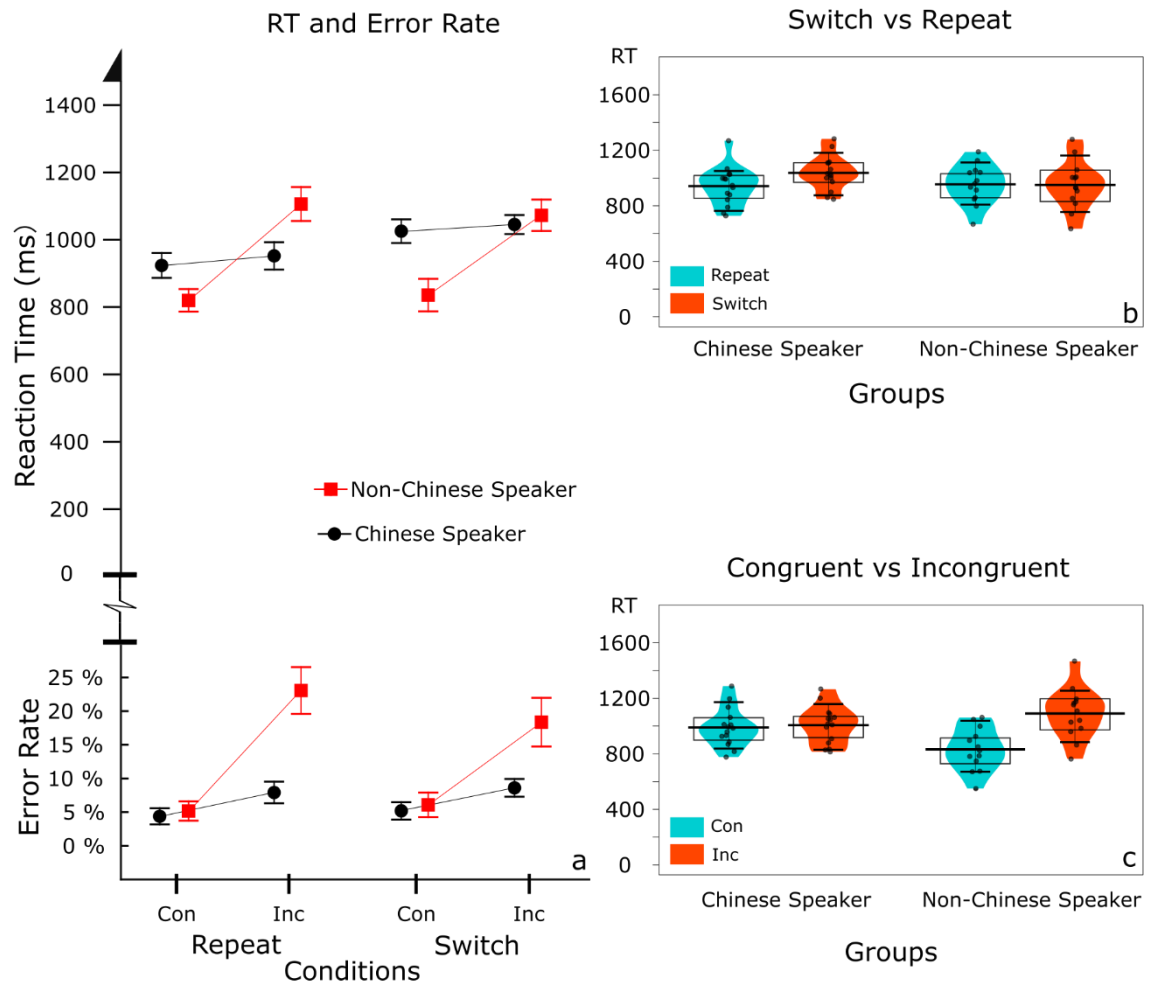 RT and Error Rate
Reaction Time (ms)
1400
1200
1000
800
600
400
200
0
Non-Chinese Speaker
Chinese Speaker
Error Rate
25 %
20 %
15 %
10 %
5 %
0 %
a
Con
Inc
Con
Inc
Repeat
Switch
Conditions
Switch vs Repeat
RT
1600
1200
800
400
0
Repeat
Switch
b
Chinese Speaker
Non-Chinese Speaker
Groups
Congruent vs Incongruent
RT
1600
1200
800
400
0
Con
Inc
c
Chinese Speaker
Non-Chinese Speaker
Groups